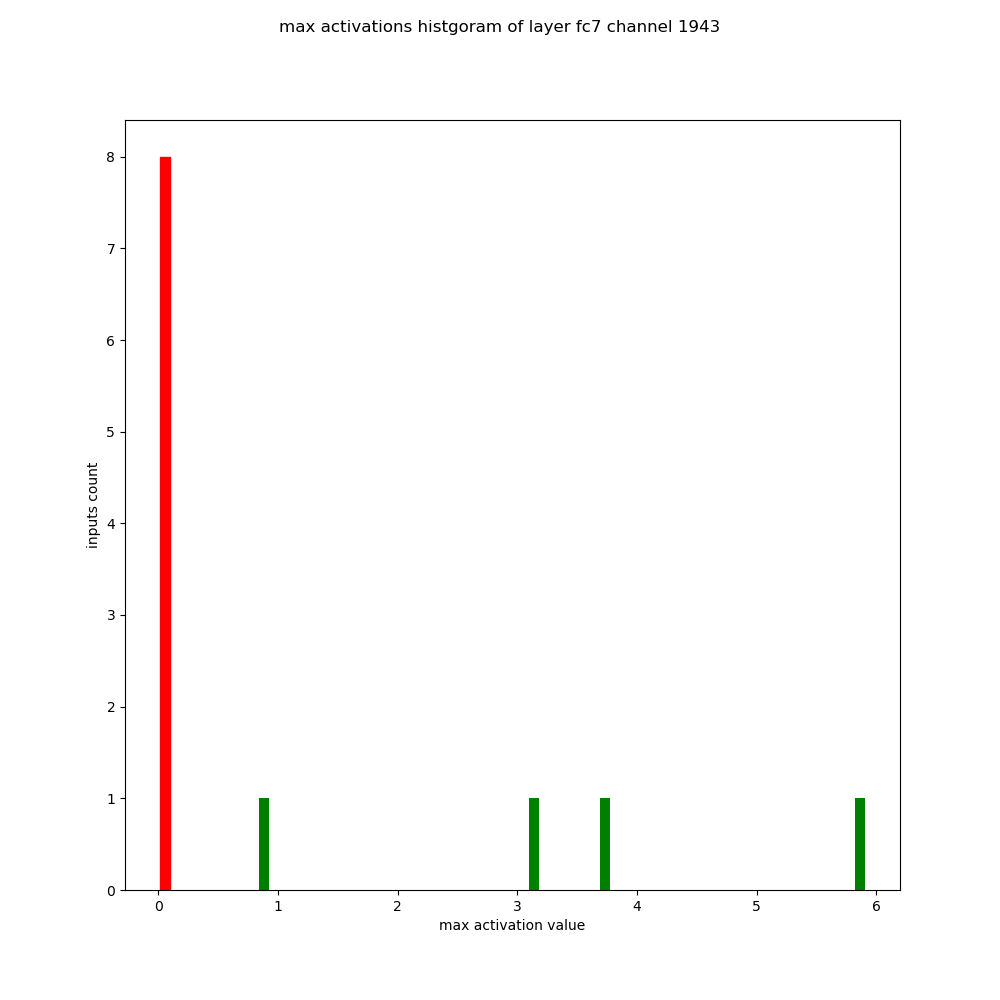 max activations histgoram of layer fc7 channel 1943
8
7
6
5
4
3
2
1
0
inputs count
0 1 2 3 4 5 6
max activation value